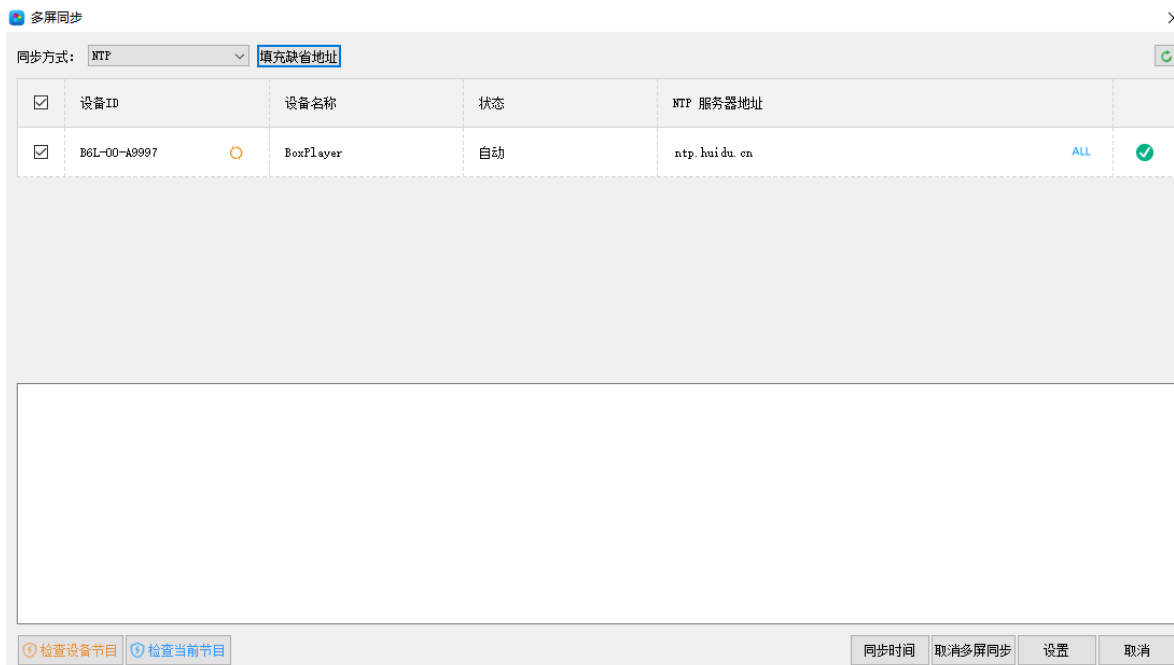 多屏同步
同步方式： NTP 填充缺省地址
设备ID 设备名称 状态 NTP 服务器地址
B6L-00-A9997 BoxPlayer 自动 ntp.huidu.cn ALL
检查设备节目 检查当前节目 同步时间 取消多屏同步 设置 取消